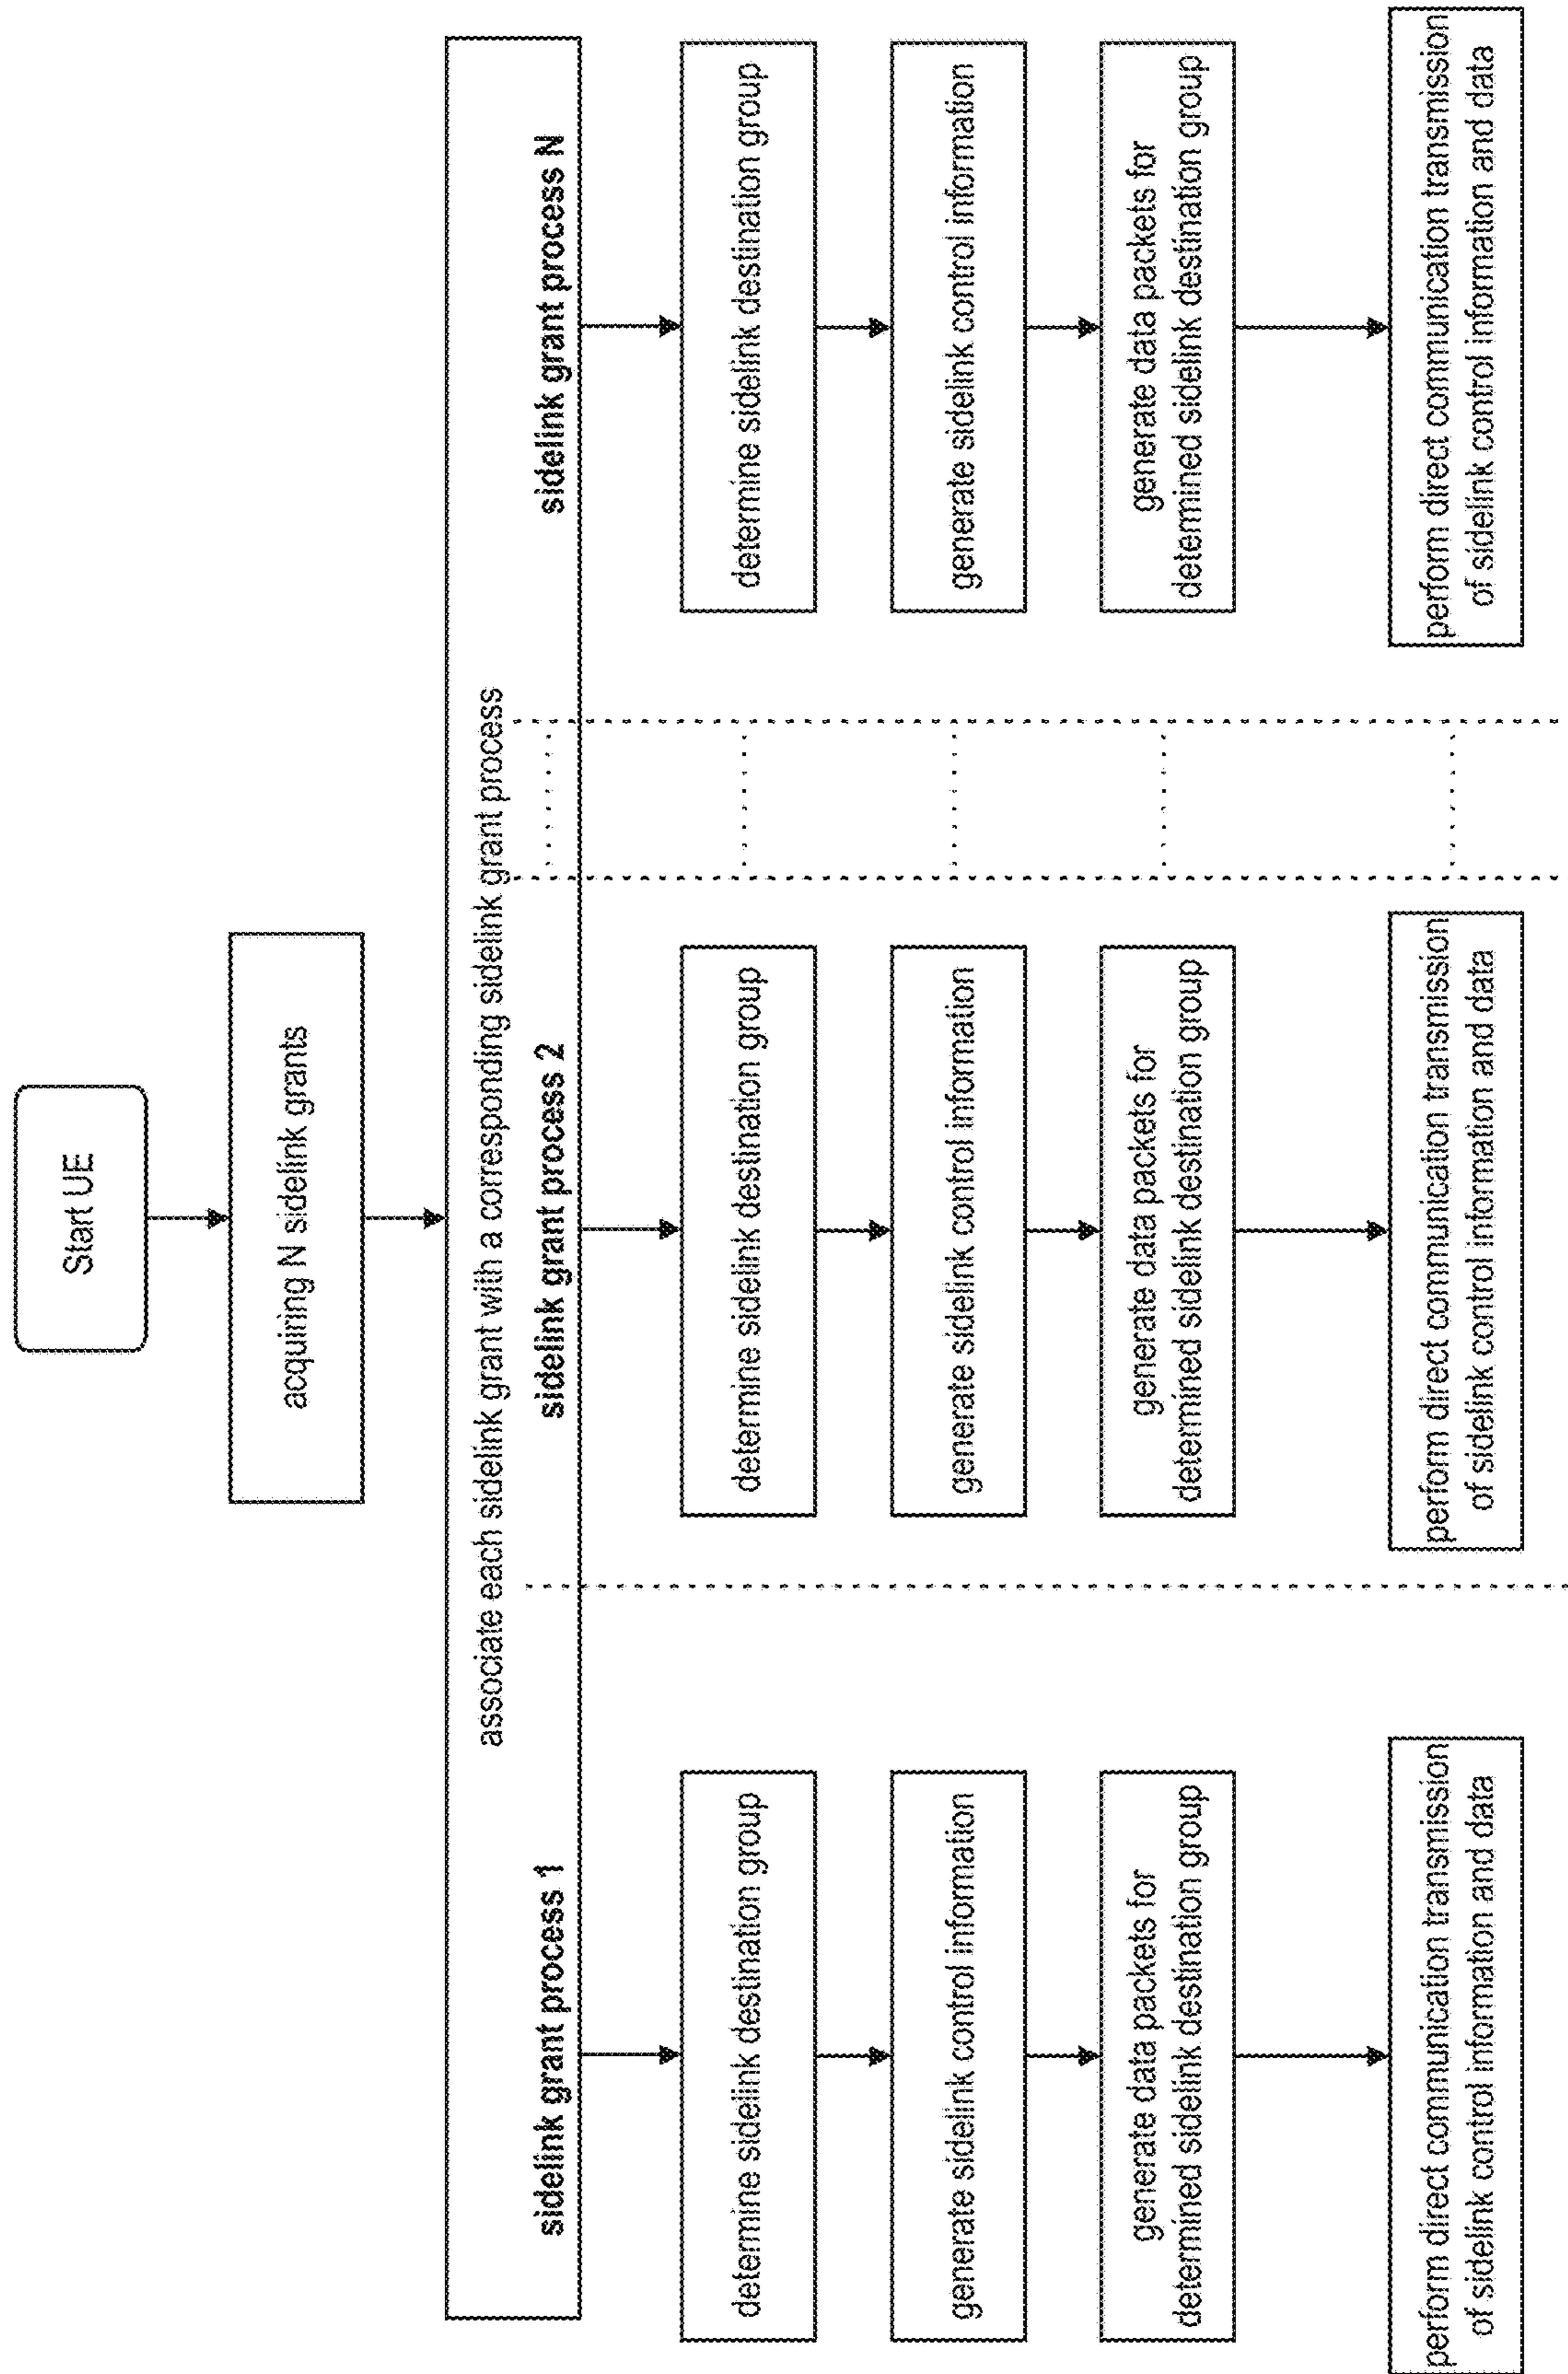 Start UE
acquiring N sidelink grants
associate each sidelink grant with a corresponding sidelink grant process
sidelink grant process 1
sidelink grant process 2
sidelink grant process N
determine sidelink destination group
determine sidelink destination group
determine sidelink destination group
generate sidelink control information
generate sidelink control information
generate sidelink control information
generate data packets for
determined sidelink destination group
generate data packets for
determined sidelink destination group
generate data packets for
determined sidelink destination group
perform direct communication transmission
of sidelink control information and data
perform direct communication transmission
of sidelink control information and data
perform direct communication transmission
of sidelink control information and data